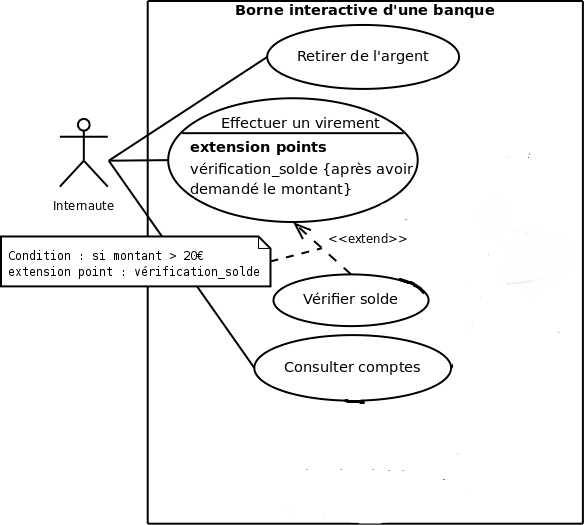 Borne interactive d'une banque
Retirer de l'argent
Effectuer un virement
extension points
vérification_solde {après avoir
demandé le montant}
Internaute
<<extend>>
Condition : si montant > 20€
extension point : vérification_solde
Vérifier solde
Consulter comptes